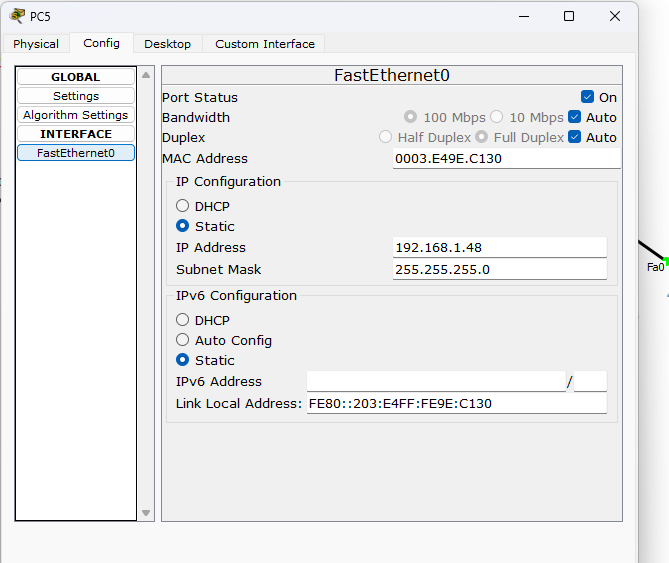 PC5
Physical Config Desktop Custom Interface
GLOBAL
Settings
Algorithm Settings
INTERFACE
FastEthernet0
FastEthernet0
Port Status On
Bandwidth 100 Mbps 10 Mbps Auto
Duplex Half Duplex Full Duplex Auto
MAC Address 0003.E49E.C130
IP Configuration
DHCP
Static
IP Address 192.168.1.48
Subnet Mask 255.255.255.0
IPv6 Configuration
DHCP
Auto Config
Static
IPv6 Address /
Link Local Address: FE80::203:E4FF:FE9E:C130
Fa0